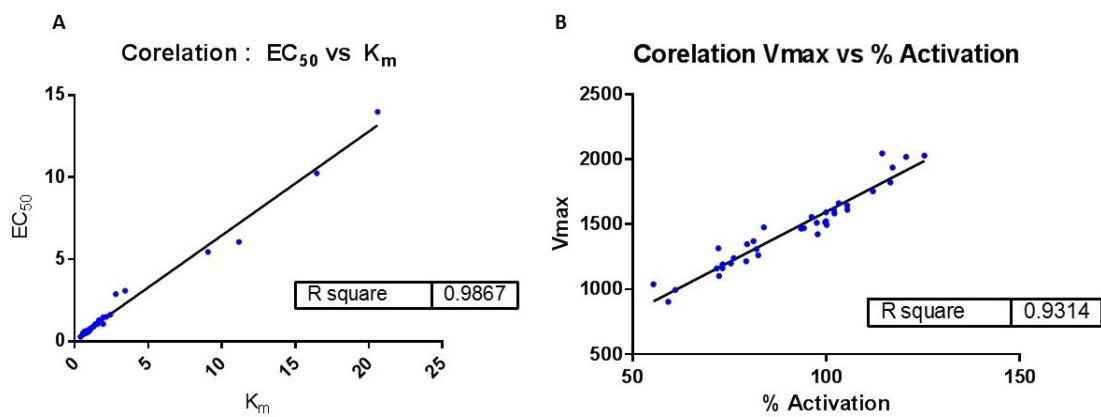 A
Corelation : EC50 vs Km
15
10
5
0
EC50
0
5
10
15
20
25
Km
R square 0.9867
B
Corelation Vmax vs % Activation
2500
2000
1500
1000
500
Vmax
50
100
150
% Activation
R square 0.9314